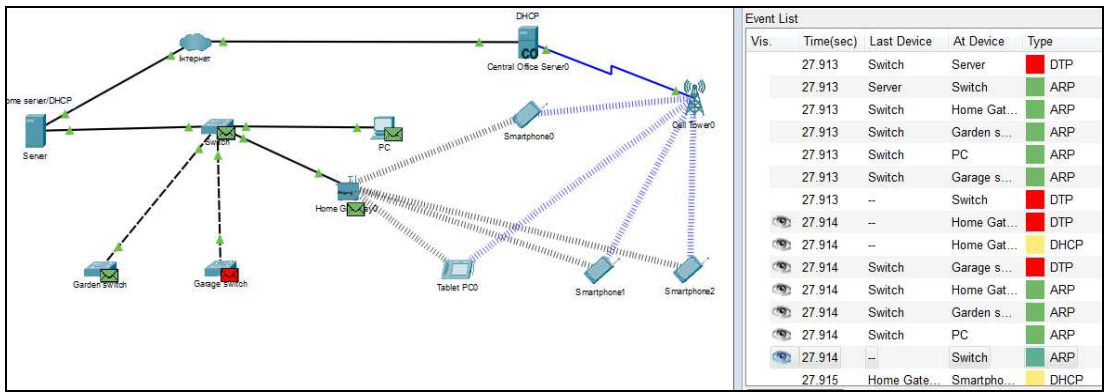 DHCP
Інтернет
CO
Central Office Server0
ome server/DHCP
Server
Switch
PC
Smartphone0
Cell Tower0
Home Gateway0
Garden switch
Garage switch
Tablet PC0
Smartphone1
Smartphone2
Event List
Vis. Time(sec) Last Device At Device Type
27.913 Switch Server DTP
27.913 Server Switch ARP
27.913 Switch Home Gat... ARP
27.913 Switch Garden s... ARP
27.913 Switch PC ARP
27.913 Switch Garage s... ARP
27.913 -- Switch DTP
27.914 -- Home Gat... DTP
27.914 -- Home Gat... DHCP
27.914 Switch Garage s... DTP
27.914 Switch Home Gat... ARP
27.914 Switch Garden s... ARP
27.914 Switch PC ARP
27.914 -- Switch ARP
27.915 Home Gate... Smartpho... DHCP